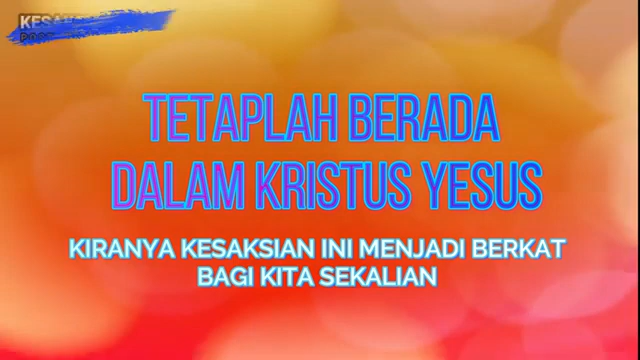 TETAPLAH BERADA
DALAM KRISTUS YESUS
KIRANYA KESAKSIAN INI MENJADI BERKAT
BAGI KITA SEKALIAN